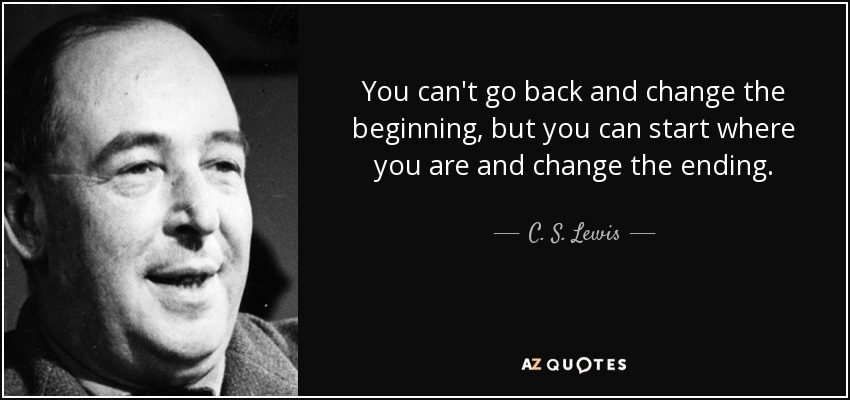 You can't go back and change the
beginning, but you can start where
you are and change the ending.
C. S. Lewis
AZ QUOTES